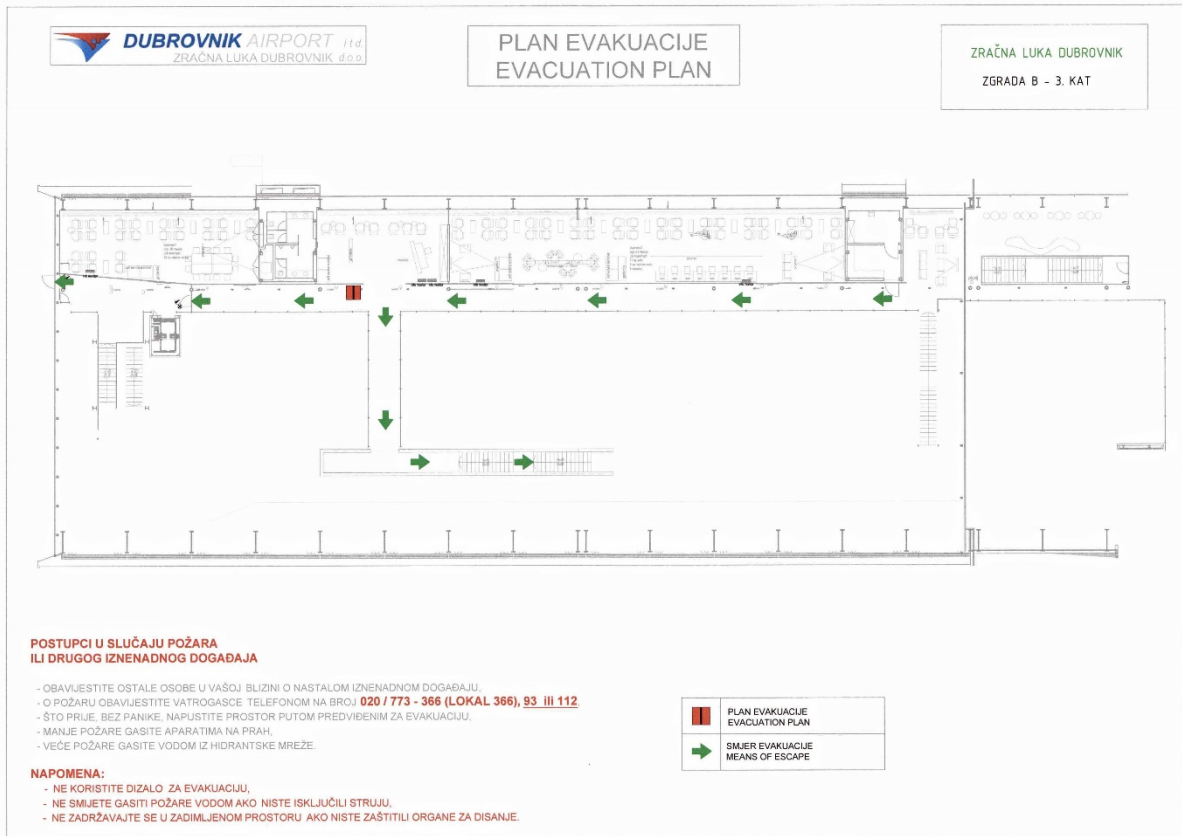 DUBROVNIK AIRPORT ltd.
ZRAČNA LUKA DUBROVNIK d.o.o.
PLAN EVAKUACIJE
EVACUATION PLAN
ZRAČNA LUKA DUBROVNIK
ZGRADA B - 3. KAT
POSTUPCI U SLUČAJU POŽARA
ILI DRUGOG IZNENADNOG DOGAĐAJA
- OBAVIJESTITE OSTALE OSOBE U VAŠOJ BLIZINI O NASTALOM IZNENADNOM DOGAĐAJU,
- O POŽARU OBAVIJESTITE VATROGASCE TELEFONOM NA BROJ 020 / 773 - 366 (LOKAL 366), 93 ili 112.
- ŠTO PRIJE, BEZ PANIKE, NAPUSTITE PROSTOR PUTOM PREDVIĐENIM ZA EVAKUACIJU,
- MANJE POŽARE GASITE APARATIMA NA PRAH,
- VEĆE POŽARE GASITE VODOM IZ HIDRANTSKE MREŽE.
NAPOMENA:
- NE KORISTITE DIZALO ZA EVAKUACIJU,
- NE SMIJETE GASITI POŽARE VODOM AKO NISTE ISKLJUČILI STRUJU,
- NE ZADRŽAVAJTE SE U ZADIMLJENOM PROSTORU AKO NISTE ZAŠTITILI ORGANE ZA DISANJE.
PLAN EVAKUACIJE
EVACUATION PLAN
SMJER EVAKUACIJE
MEANS OF ESCAPE